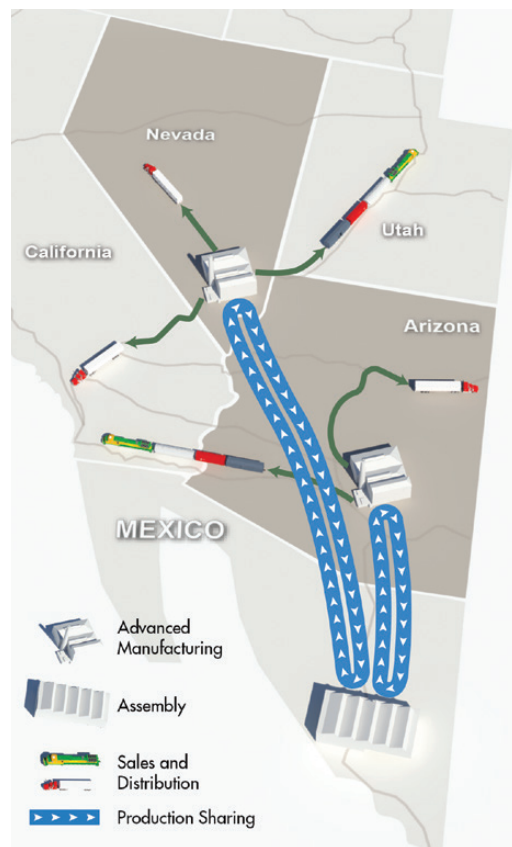 Nevada
Utah
California
Arizona
MEXICO
Advanced
Manufacturing
Assembly
Sales and
Distribution
Production Sharing